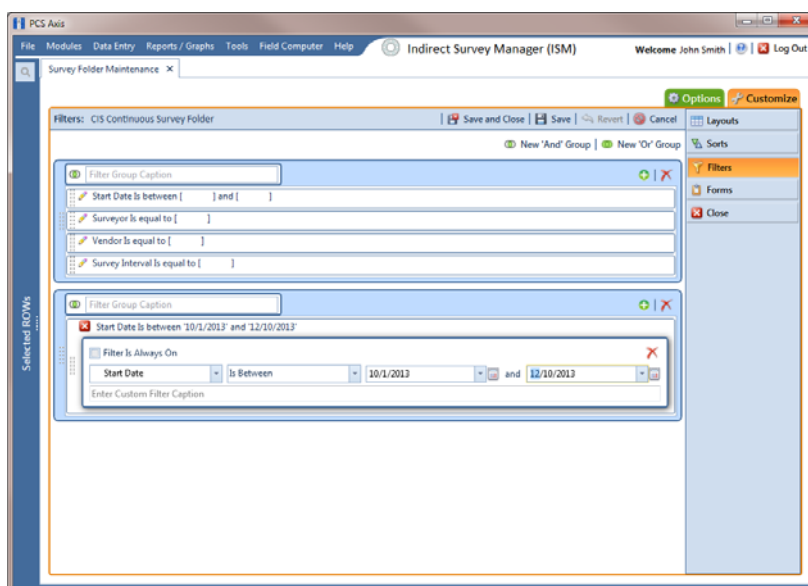 PCS Axis
File Modules Data Entry Reports / Graphs Tools Field Computer Help Indirect Survey Manager (ISM) Welcome John Smith | | Log Out
Survey Folder Maintenance ×
Options Customize
Filters: CIS Continuous Survey Folder | Save and Close | Save | Revert | Cancel
Layouts
New 'And' Group | New 'Or' Group
Sorts
Filters
Forms
Close
Filter Group Caption
Start Date Is between [ ] and [ ]
Surveyor Is equal to [ ]
Vendor Is equal to [ ]
Survey Interval Is equal to [ ]
Filter Group Caption
Start Date Is between '10/1/2013' and '12/10/2013'
Filter Is Always On
Start Date Is Between 10/1/2013 and 12/10/2013
Enter Custom Filter Caption
Selected ROWs